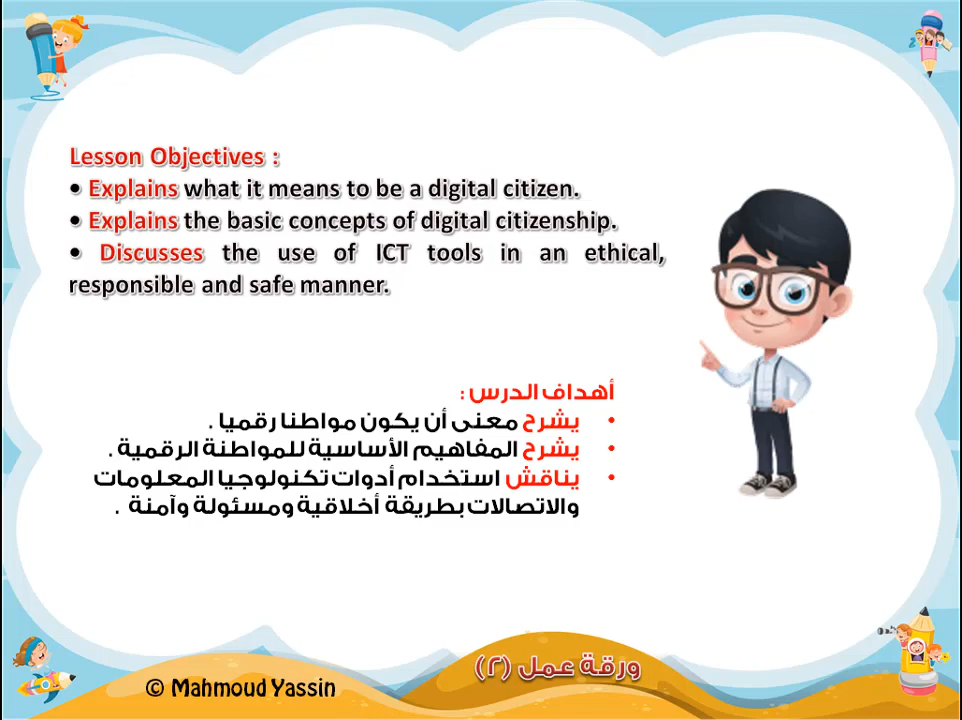 Lesson Objectives :
• Explains what it means to be a digital citizen.
• Explains the basic concepts of digital citizenship.
• Discusses the use of ICT tools in an ethical,
responsible and safe manner.
أهداف الدرس :
• يشرح معنى أن يكون مواطنا رقميا .
• يشرح المفاهيم الأساسية للمواطنة الرقمية .
• يناقش استخدام أدوات تكنولوجيا المعلومات
والاتصالات بطريقة أخلاقية ومسئولة وآمنة .
ورقة عمل (٢)
© Mahmoud Yassin